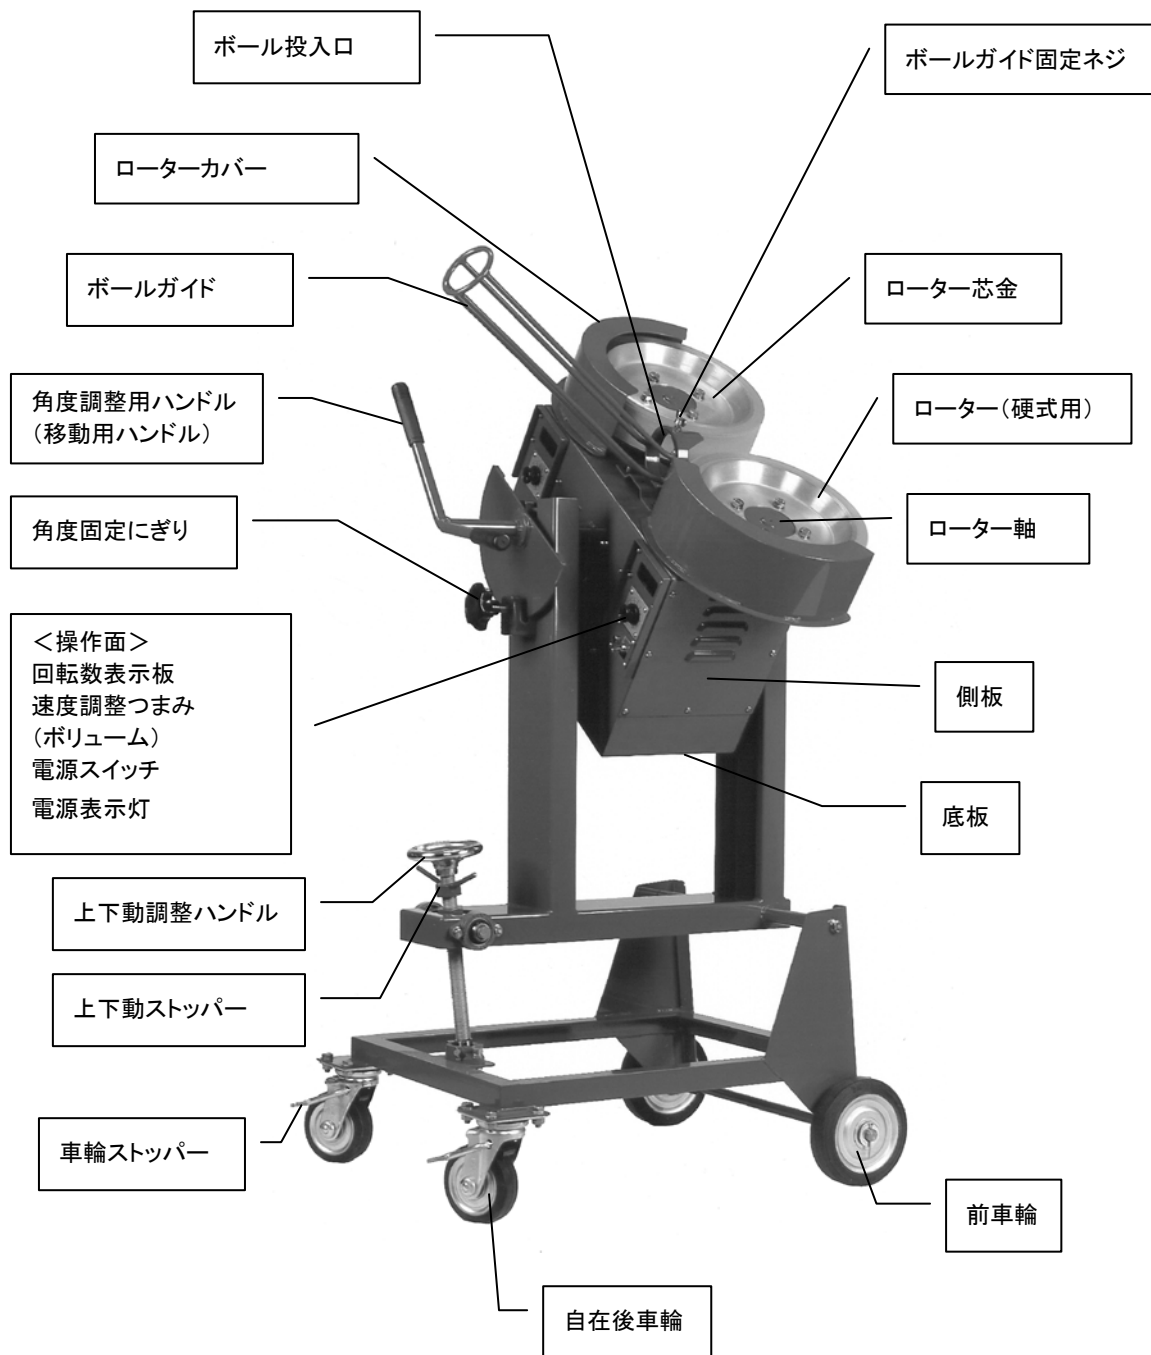 ボール投入口
ボールガイド固定ネジ
ローターカバー
ボールガイド
ローター芯金
角度調整用ハンドル
（移動用ハンドル）
ローター（硬式用）
角度固定にぎり
ローター軸
＜操作面＞
回転数表示板
速度調整つまみ
（ボリューム）
電源スイッチ
電源表示灯
側板
底板
上下動調整ハンドル
上下動ストッパー
車輪ストッパー
前車輪
自在後車輪